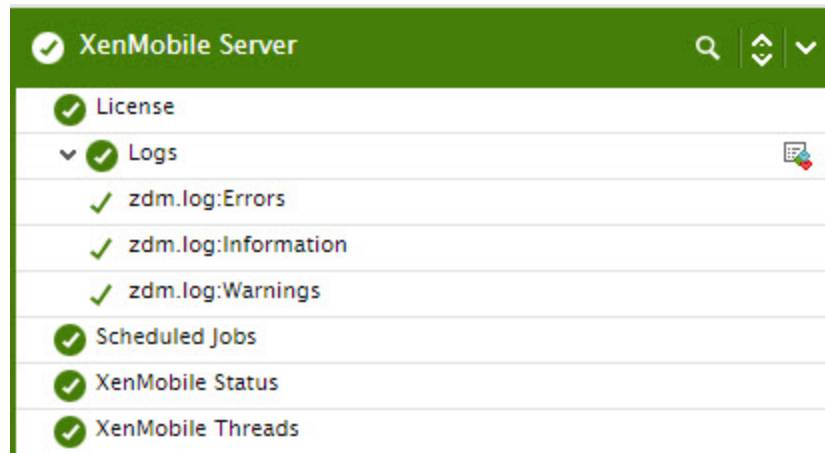 XenMobile Server
License
Logs
zdm.log:Errors
zdm.log:Information
zdm.log:Warnings
Scheduled Jobs
XenMobile Status
XenMobile Threads